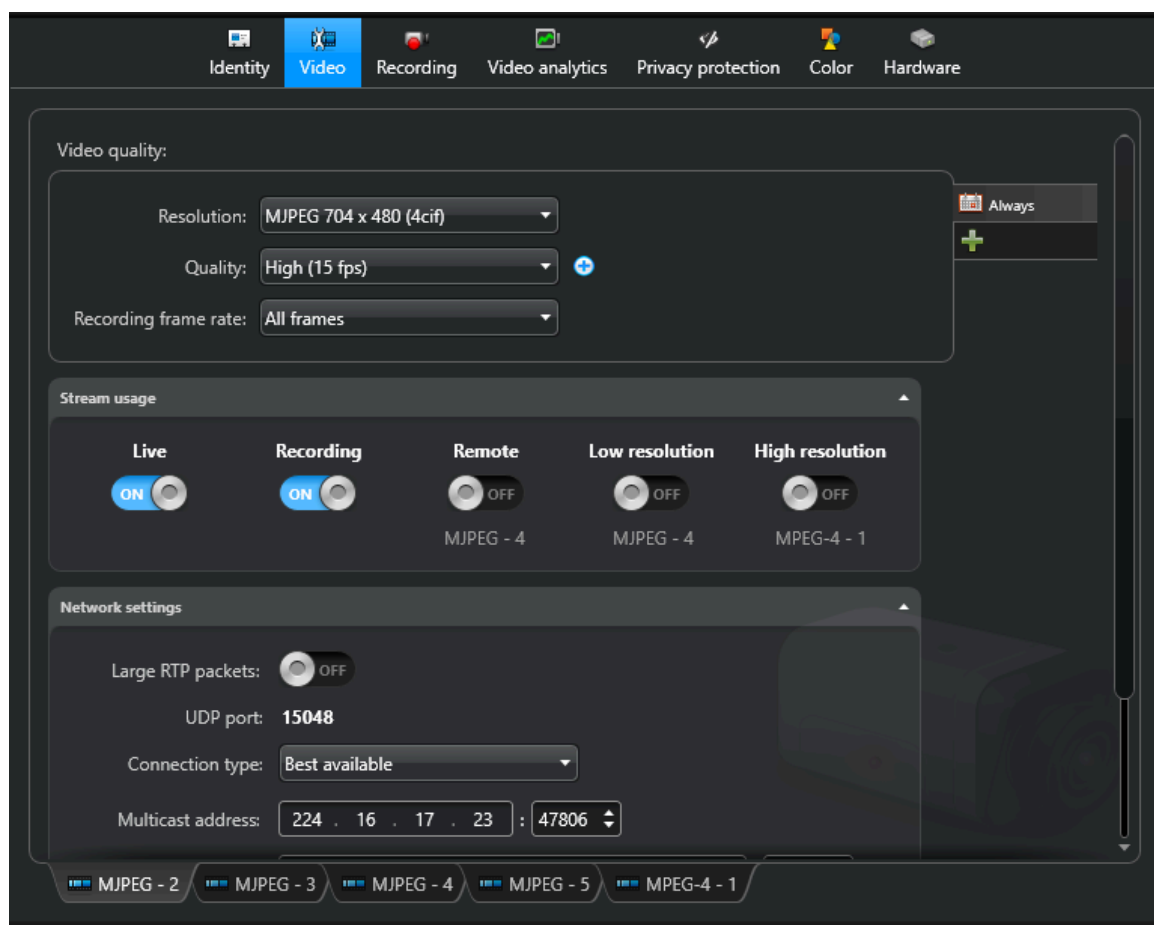 Identity Video Recording Video analytics Privacy protection Color Hardware
Video quality:
Always
Resolution: MJPEG 704 x 480 (4cif)
Quality: High (15 fps)
Recording frame rate: All frames
Stream usage
Live Recording Remote Low resolution High resolution
ON ON OFF OFF OFF
MJPEG - 4 MJPEG - 4 MPEG-4 - 1
Network settings
Large RTP packets: OFF
UDP port: 15048
Connection type: Best available
Multicast address: 224 . 16 . 17 . 23 : 47806
MJPEG - 2 MJPEG - 3 MJPEG - 4 MJPEG - 5 MPEG-4 - 1